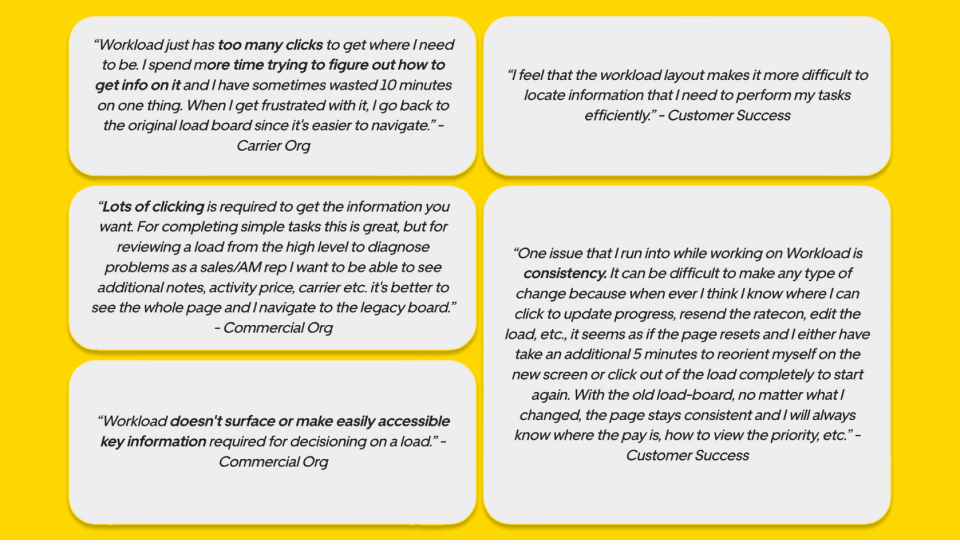 “Workload just has too many clicks to get where I need
to be. I spend more time trying to figure out how to
get info on it and I have sometimes wasted 10 minutes
on one thing. When I get frustrated with it, I go back to
the original load board since it's easier to navigate.” -
Carrier Org
“I feel that the workload layout makes it more difficult to
locate information that I need to perform my tasks
efficiently.” - Customer Success
“Lots of clicking is required to get the information you
want. For completing simple tasks this is great, but for
reviewing a load from the high level to diagnose
problems as a sales/AM rep I want to be able to see
additional notes, activity price, carrier etc. it's better to
see the whole page and I navigate to the legacy board.”
- Commercial Org
“One issue that I run into while working on Workload is
consistency. It can be difficult to make any type of
change because when ever I think I know where I can
click to update progress, resend the ratecon, edit the
load, etc., it seems as if the page resets and I either have
take an additional 5 minutes to reorient myself on the
new screen or click out of the load completely to start
again. With the old load-board, no matter what I
changed, the page stays consistent and I will always
know where the pay is, how to view the priority, etc.” -
Customer Success
“Workload doesn't surface or make easily accessible
key information required for decisioning on a load.” -
Commercial Org